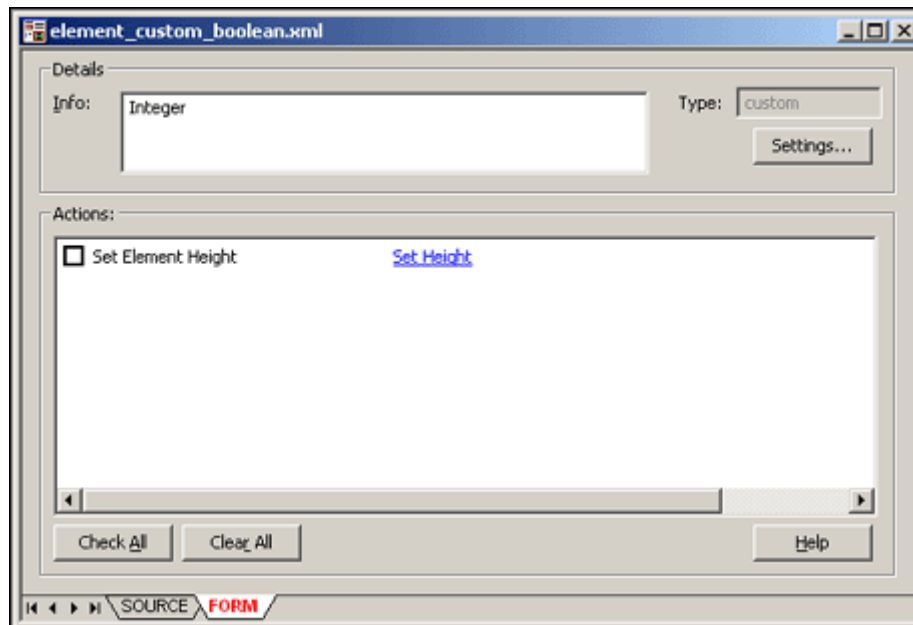 element_custom_boolean.xml
Details
Info:
Integer
Type:
custom
Settings...
Actions:
Set Element Height
Set Height
Check All
Clear All
Help
SOURCE
FORM